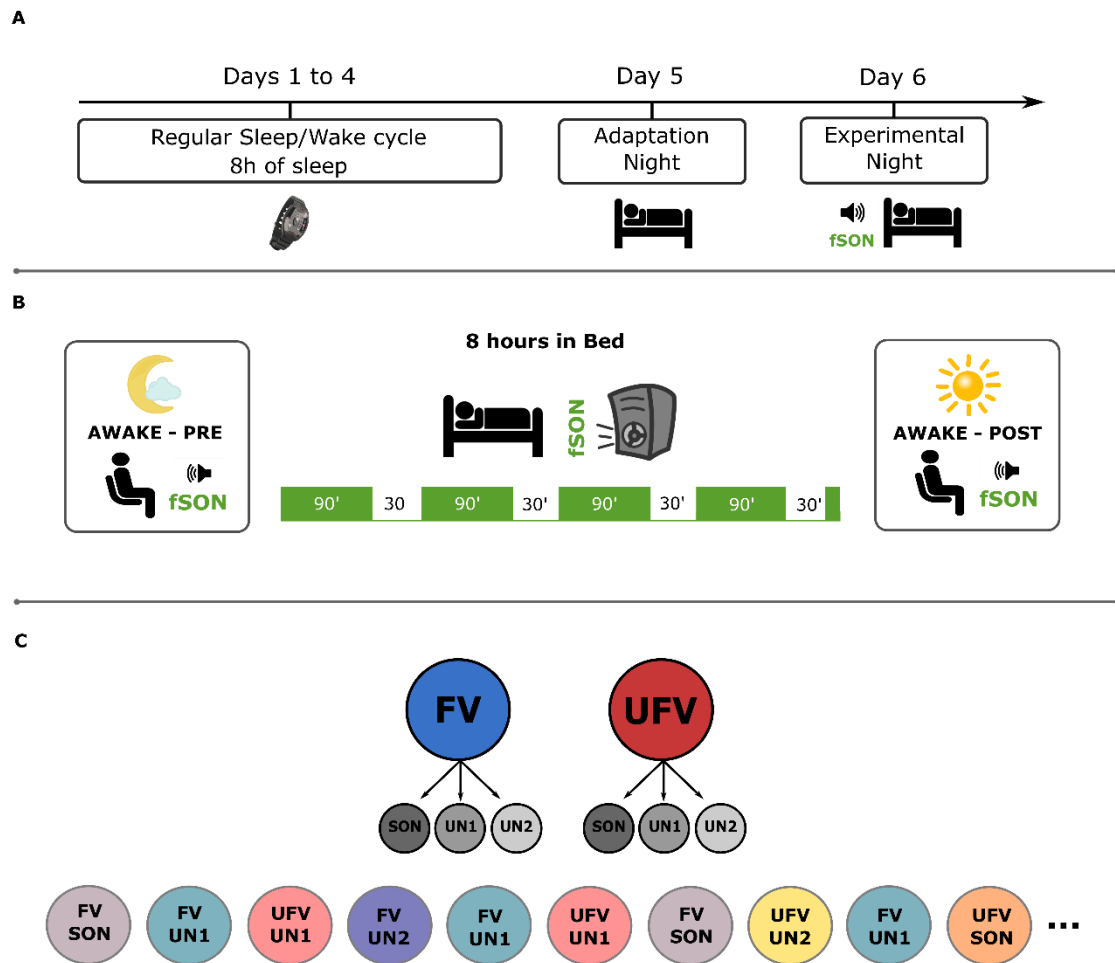 A
Days 1 to 4
Day 5
Day 6
Regular Sleep/Wake cycle
8h of sleep
Adaptation
Night
Experimental
Night
fSON
B
8 hours in Bed
AWAKE - PRE
fSON
fSON
AWAKE - POST
fSON
90' 30 90' 30' 90' 30' 90' 30'
C
FV
UFV
SON UN1 UN2
SON UN1 UN2
FV
SON
FV
UN1
UFV
UN1
FV
UN2
FV
UN1
UFV
UN1
FV
SON
UFV
UN2
FV
UN1
UFV
SON
...